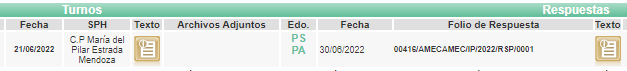 Turnos Respuestas
Fecha SPH Texto Archivos Adjuntos Edo. Fecha Folio de Respuesta Texto
21/06/2022 C.P María del Pilar Estrada Mendoza PS PA 30/06/2022 00416/AMECAMEC/IP/2022/RSP/0001